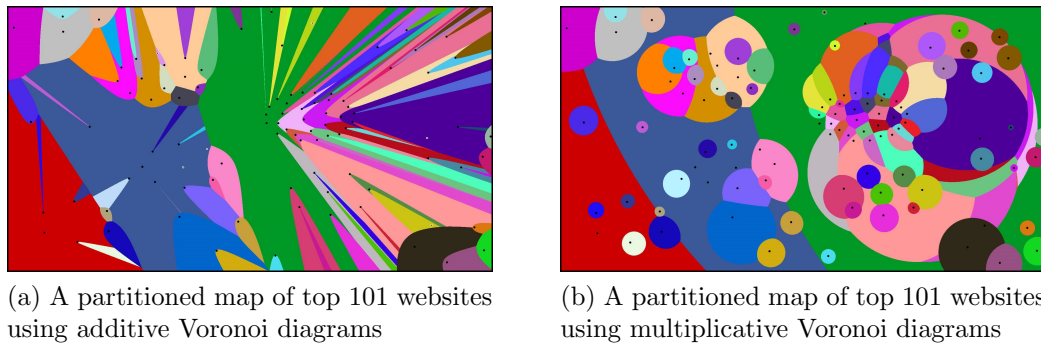 (a) A partitioned map of top 101 websites
using additive Voronoi diagrams
(b) A partitioned map of top 101 websites
using multiplicative Voronoi diagrams